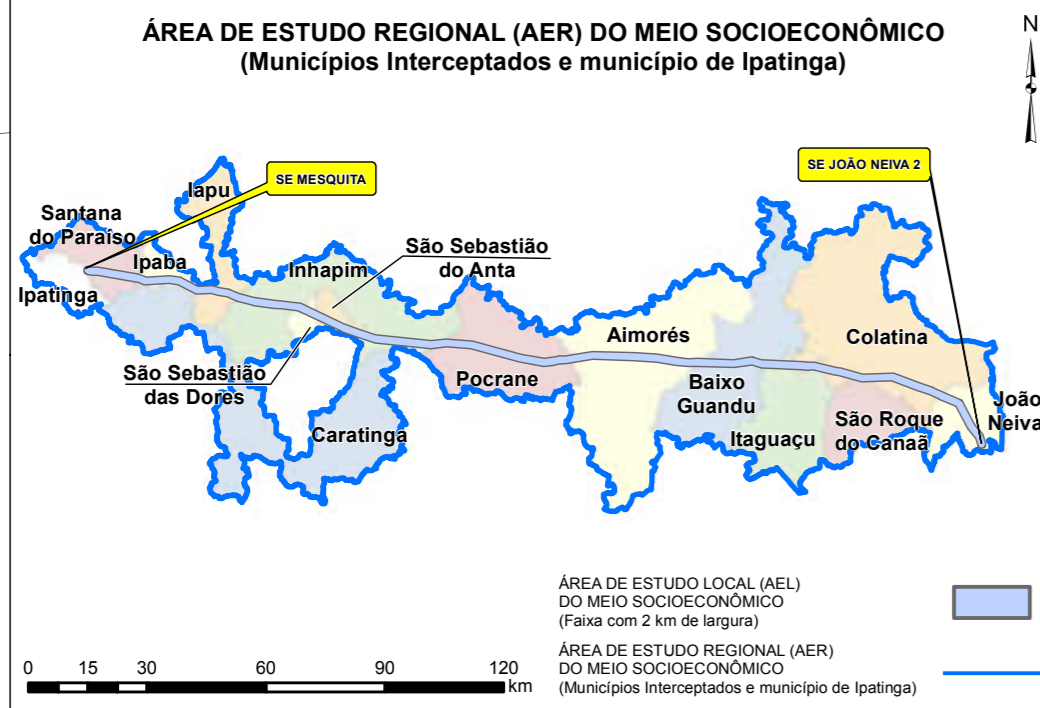 ÁREA DE ESTUDO REGIONAL (AER) DO MEIO SOCIOECONÔMICO
(Municípios Interceptados e município de Ipatinga)
N
SE MESQUITA
SE JOÃO NEIVA 2
Iapu
Santana
do Paraíso
Ipaba
Ipatinga
Inhapim
São Sebastião
do Anta
São Sebastião
das Dores
Caratinga
Pocrane
Aimorés
Baixo
Guandu
Itaguaçu
Colatina
São Roque
do Canaã
João
Neiva
ÁREA DE ESTUDO LOCAL (AEL)
DO MEIO SOCIOECONÔMICO
(Faixa com 2 km de largura)
ÁREA DE ESTUDO REGIONAL (AER)
DO MEIO SOCIOECONÔMICO
(Municípios Interceptados e município de Ipatinga)
0 15 30 60 90 120
km